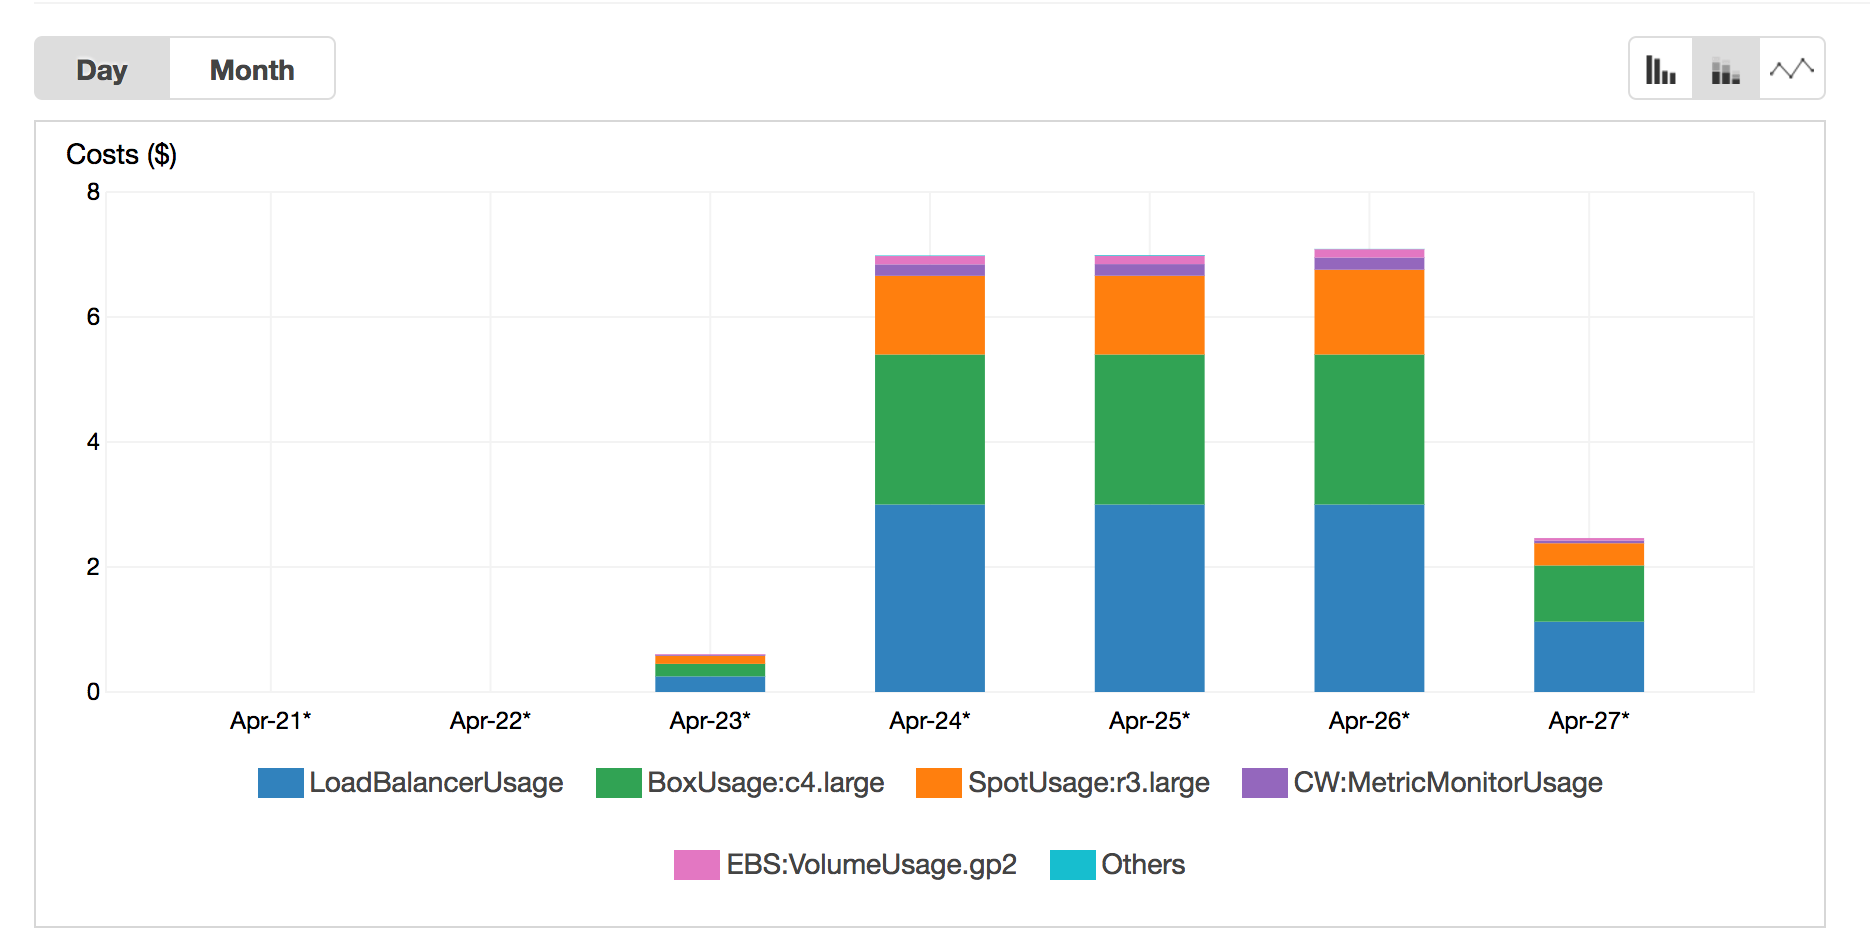 Day Month
Costs ($)
8
6
4
2
0
Apr-21* Apr-22* Apr-23* Apr-24* Apr-25* Apr-26* Apr-27*
LoadBalancerUsage BoxUsage:c4.large SpotUsage:r3.large CW:MetricMonitorUsage
EBS:VolumeUsage.gp2 Others